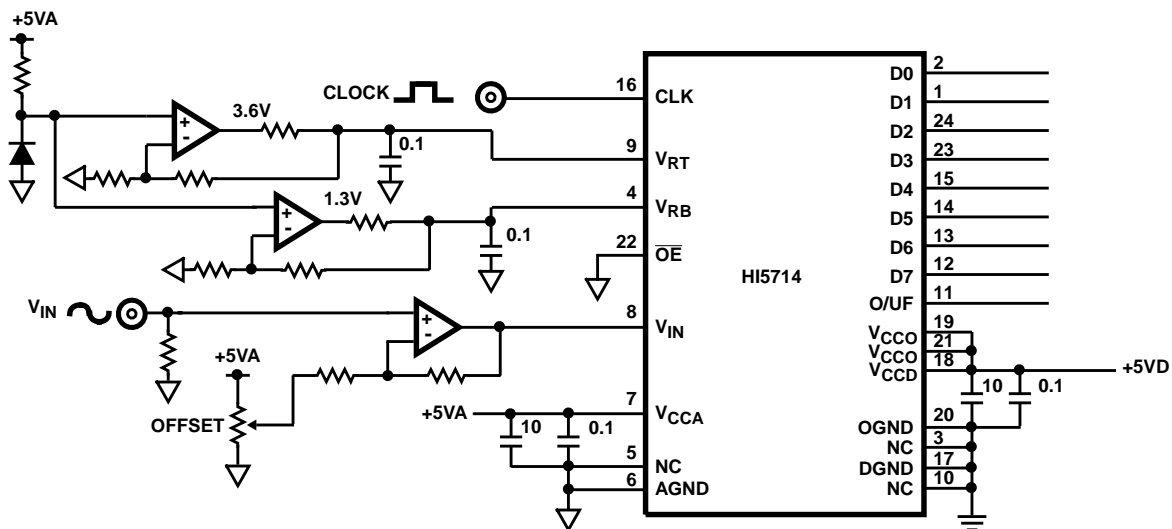 +5VA
3.6V
0.1
1.3V
0.1
CLOCK
V_IN
+5VA
OFFSET
+5VA
10
0.1
16 CLK
9 V_RT
4 V_RB
22 O̅E̅
8 V_IN
7 V_CCA
5 NC
6 AGND
HI5714
D0 2
D1 1
D2 24
D3 23
D4 15
D5 14
D6 13
D7 12
O/UF 11
V_CCO 19
V_CCO 21
V_CCD 18
+5VD
10
0.1
OGND 20
NC 3
DGND 17
NC 10